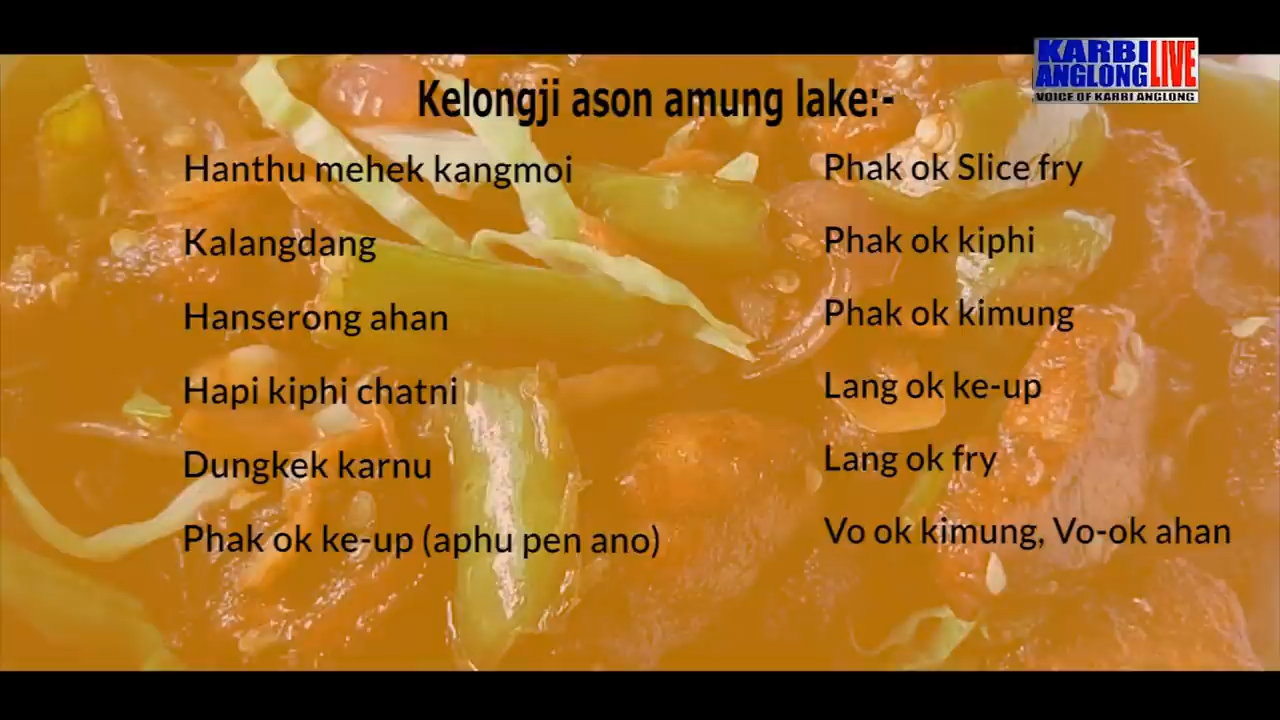 KARBI
ANGLONG LIVE
VOICE OF KARBI ANGLONG
Kelongji ason amung lake:-
Hanthu mehek kangmoi
Kalangdang
Hanserong ahan
Hapi kiphi chatni
Dungkek karnu
Phak ok ke-up (aphu pen ano)
Phak ok Slice fry
Phak ok kiphi
Phak ok kimung
Lang ok ke-up
Lang ok fry
Vo ok kimung, Vo-ok ahan